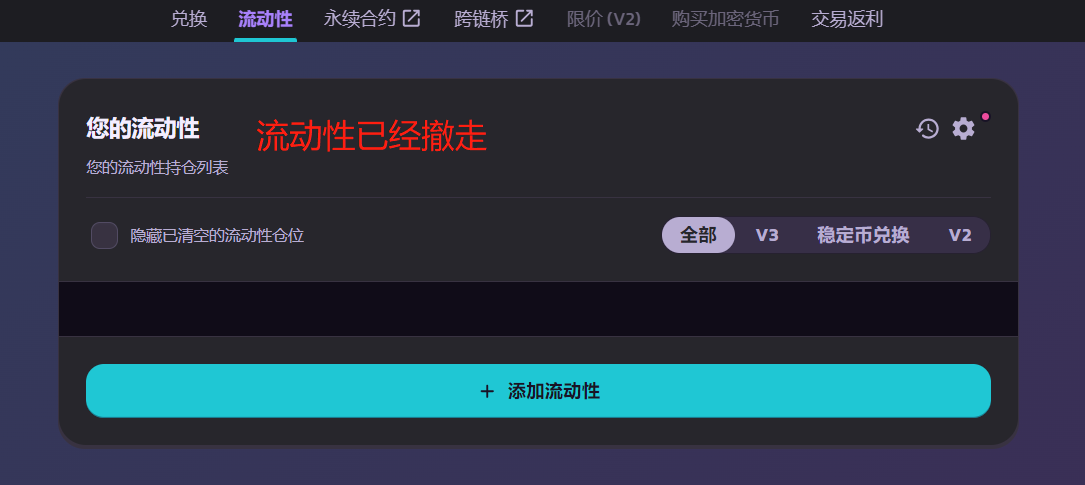 兑换 流动性 永续合约 跨链桥 限价 (V2) 购买加密货币 交易返利
您的流动性 流动性已经撤走
您的流动性持仓列表
隐藏已清空的流动性仓位 全部 V3 稳定币兑换 V2
+ 添加流动性